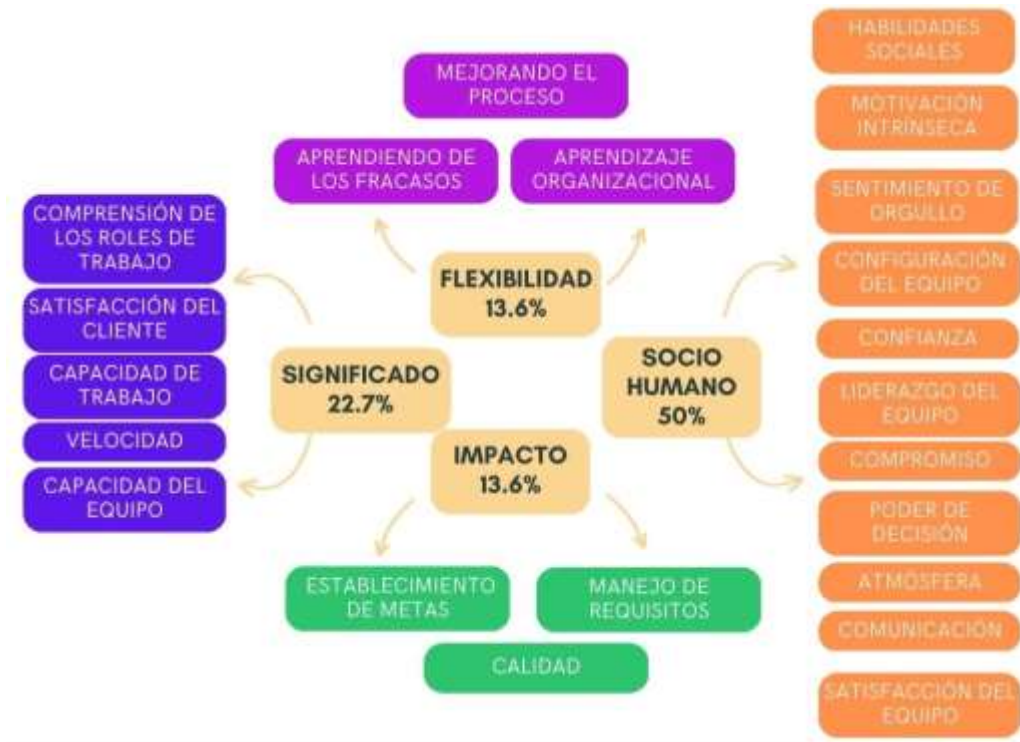 MEJORANDO EL
PROCESO
APRENDIENDO DE
LOS FRACASOS
APRENDIZAJE
ORGANIZACIONAL
COMPRENSIÓN DE
LOS ROLES DE
TRABAJO
SATISFACCIÓN DEL
CLIENTE
CAPACIDAD DE
TRABAJO
VELOCIDAD
CAPACIDAD DEL
EQUIPO
FLEXIBILIDAD
13.6%
SIGNIFICADO
22.7%
SOCIO
HUMANO
50%
IMPACTO
13.6%
ESTABLECIMIENTO
DE METAS
MANEJO DE
REQUISITOS
CALIDAD
HABILIDADES
SOCIALES
MOTIVACIÓN
INTRÍNSECA
SENTIMIENTO DE
ORGULLO
CONFIGURACIÓN
DEL EQUIPO
CONFIANZA
LIDERAZGO DEL
EQUIPO
COMPROMISO
PODER DE
DECISIÓN
ATMÓSFERA
COMUNICACIÓN
SATISFACCIÓN DEL
EQUIPO